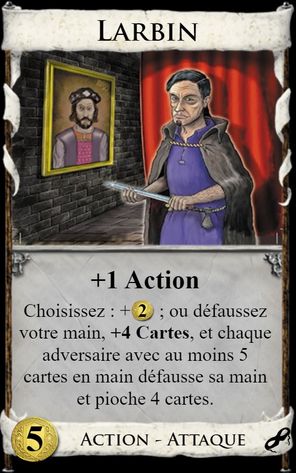 LARBIN
+1 Action
Choisissez : +2 ; ou défaussez
votre main, +4 Cartes, et chaque
adversaire avec au moins 5
cartes en main défausse sa main
et pioche 4 cartes.
5
ACTION - ATTAQUE